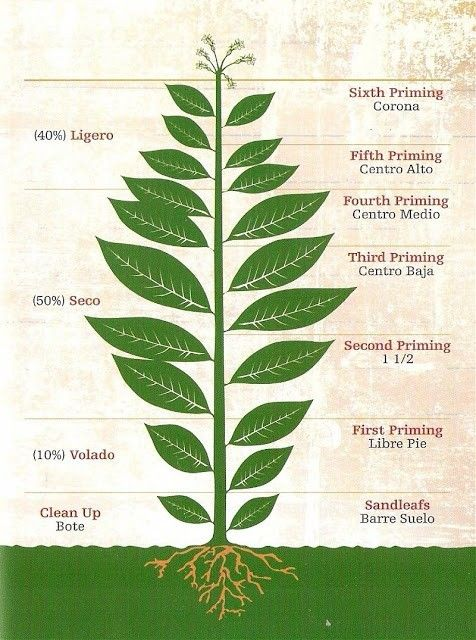 Sixth Priming
Corona
(40%) Ligero
Fifth Priming
Centro Alto
Fourth Priming
Centro Medio
Third Priming
Centro Baja
(50%) Seco
Second Priming
1 1/2
First Priming
Libre Pie
(10%) Volado
Clean Up
Bote
Sandleafs
Barre Suelo